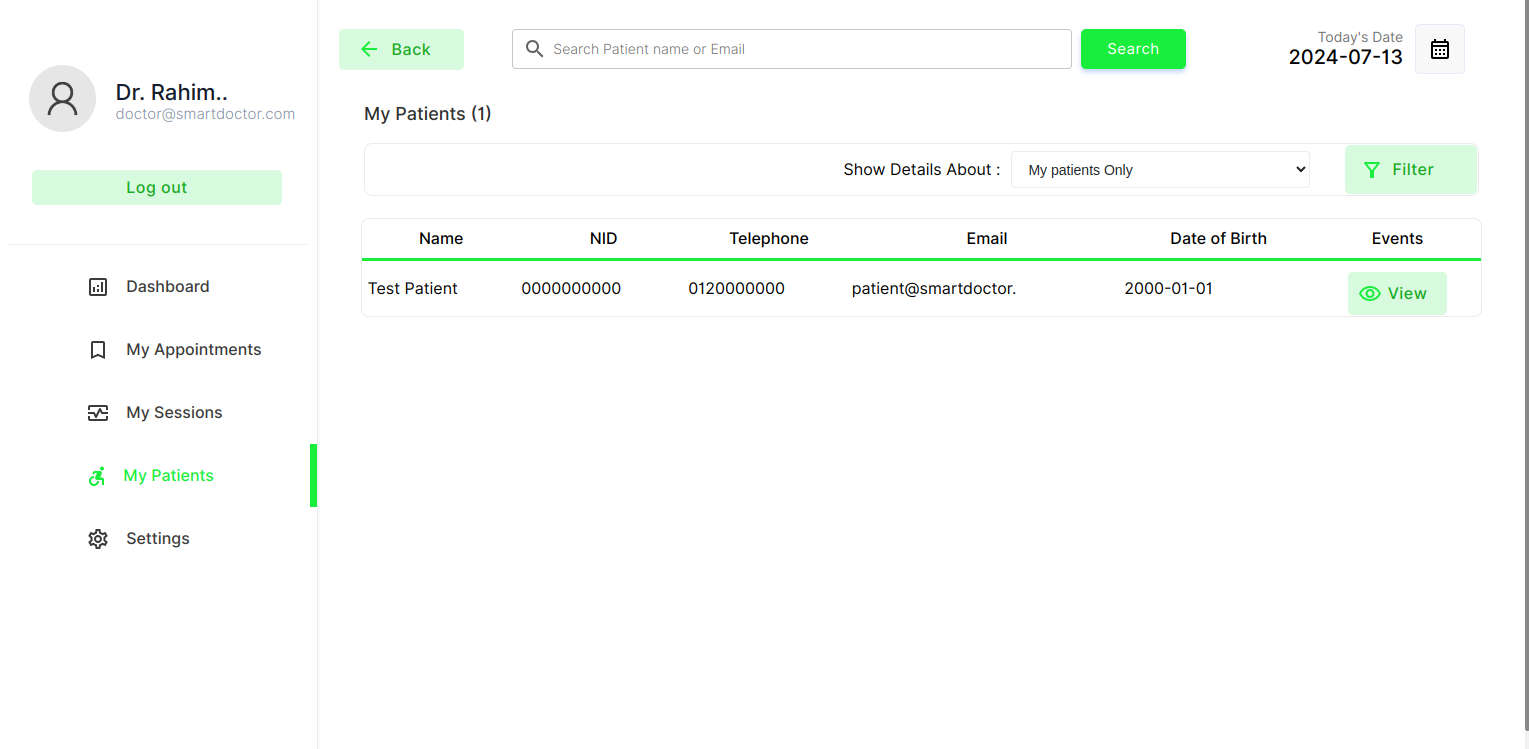 Dr. Rahim..
doctor@smartdoctor.com
Log out
Dashboard
My Appointments
My Sessions
My Patients
Settings
Back
Search Patient name or Email
Search
Today's Date
2024-07-13
My Patients (1)
Show Details About :
My patients Only
Filter
Name NID Telephone Email Date of Birth Events
Test Patient 0000000000 0120000000 patient@smartdoctor. 2000-01-01 View